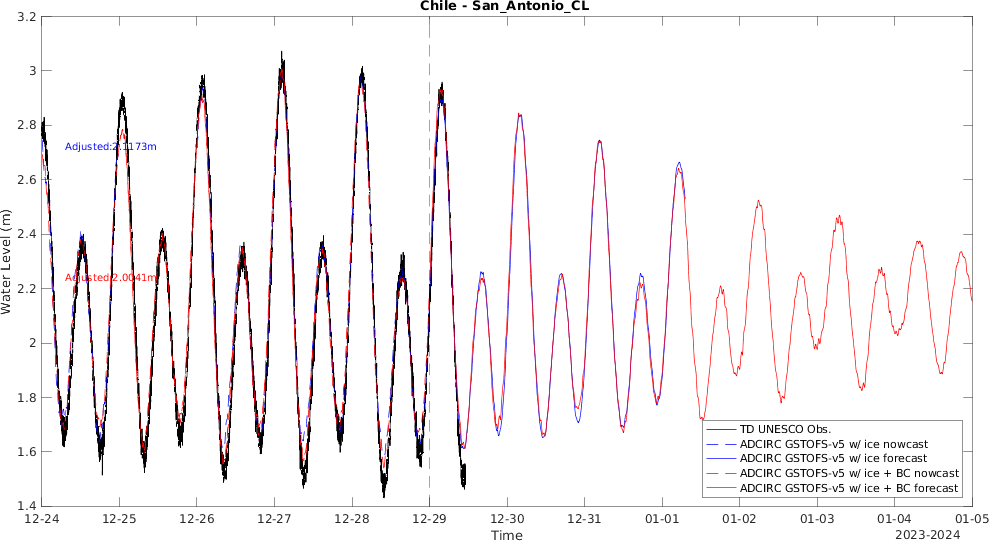 Chile - San_Antonio_CL
3.2
3
2.8
2.6
2.4
2.2
2
1.8
1.6
1.4
Water Level (m)
Adjusted:2.1173m
Adjusted:2.0041m
TD UNESCO Obs.
ADCIRC GSTOFS-v5 w/ ice nowcast
ADCIRC GSTOFS-v5 w/ ice forecast
ADCIRC GSTOFS-v5 w/ ice + BC nowcast
ADCIRC GSTOFS-v5 w/ ice + BC forecast
12-24 12-25 12-26 12-27 12-28 12-29 12-30 12-31 01-01 01-02 01-03 01-04 01-05
Time
2023-2024